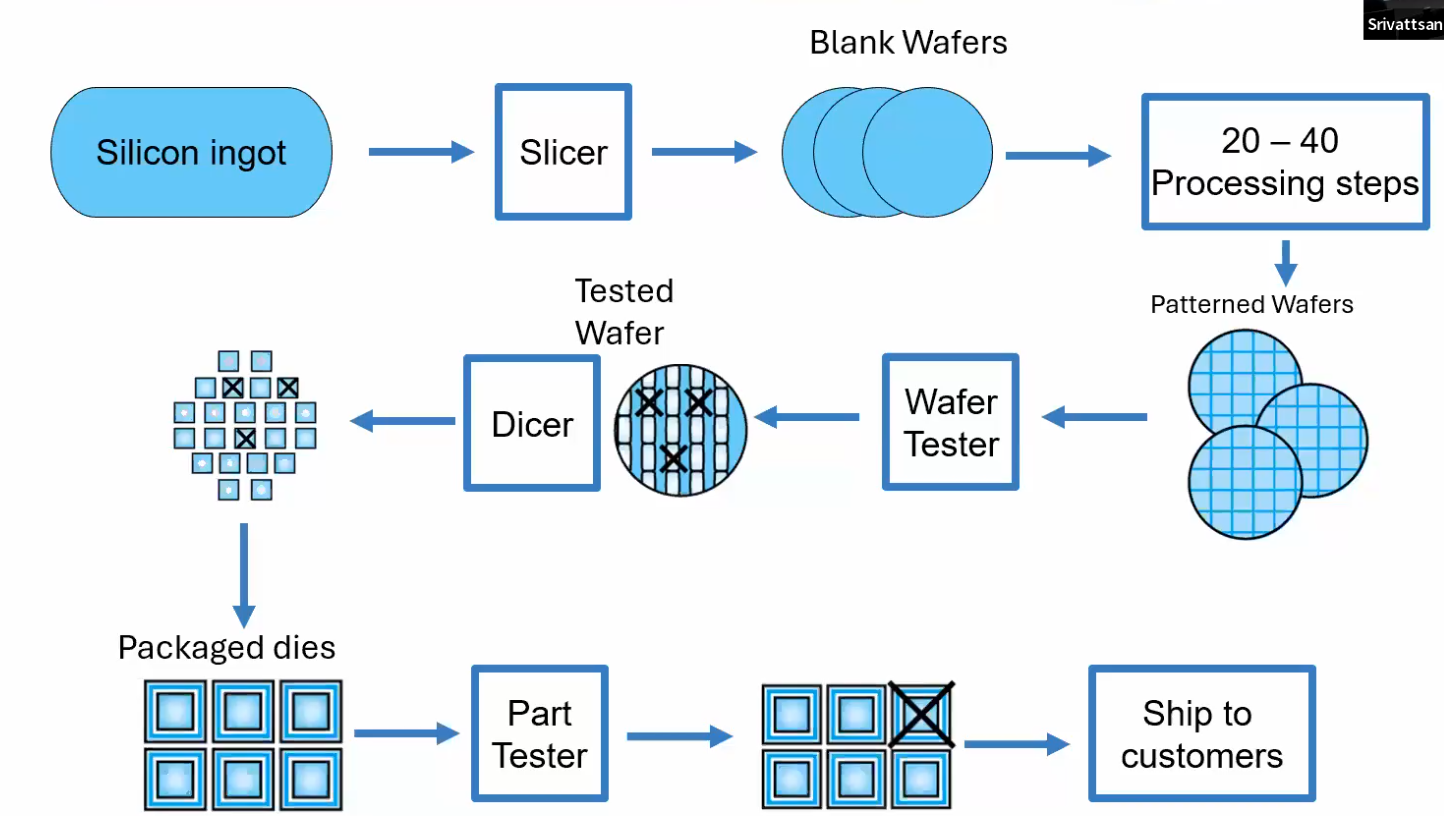 Srivattsan
Blank Wafers
Silicon ingot
Slicer
20 – 40
Processing steps
Patterned Wafers
Wafer
Tester
Tested
Wafer
Dicer
Packaged dies
Part
Tester
Ship to
customers